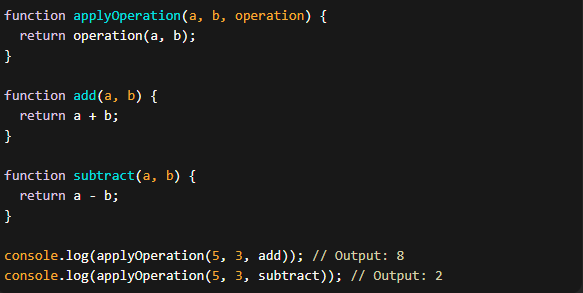 function applyOperation(a, b, operation) {
  return operation(a, b);
}

function add(a, b) {
  return a + b;
}

function subtract(a, b) {
  return a - b;
}

console.log(applyOperation(5, 3, add)); // Output: 8
console.log(applyOperation(5, 3, subtract)); // Output: 2